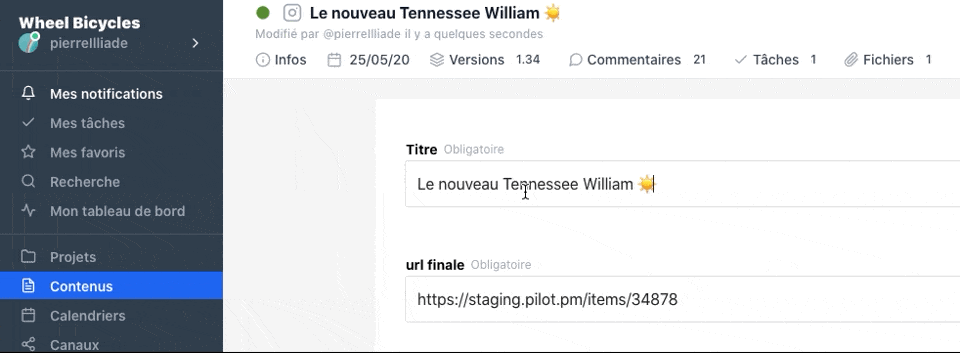 Wheel Bicycles
pierrellliade
Mes notifications
Mes tâches
Mes favoris
Recherche
Mon tableau de bord
Projets
Contenus
Calendriers
Canaux
Le nouveau Tennessee William ☀️
Modifié par @pierrellliade il y a quelques secondes
Infos 25/05/20 Versions 1.34 Commentaires 21 Tâches 1 Fichiers 1
Titre Obligatoire
Le nouveau Tennessee William ☀️
url finale Obligatoire
https://staging.pilot.pm/items/34878